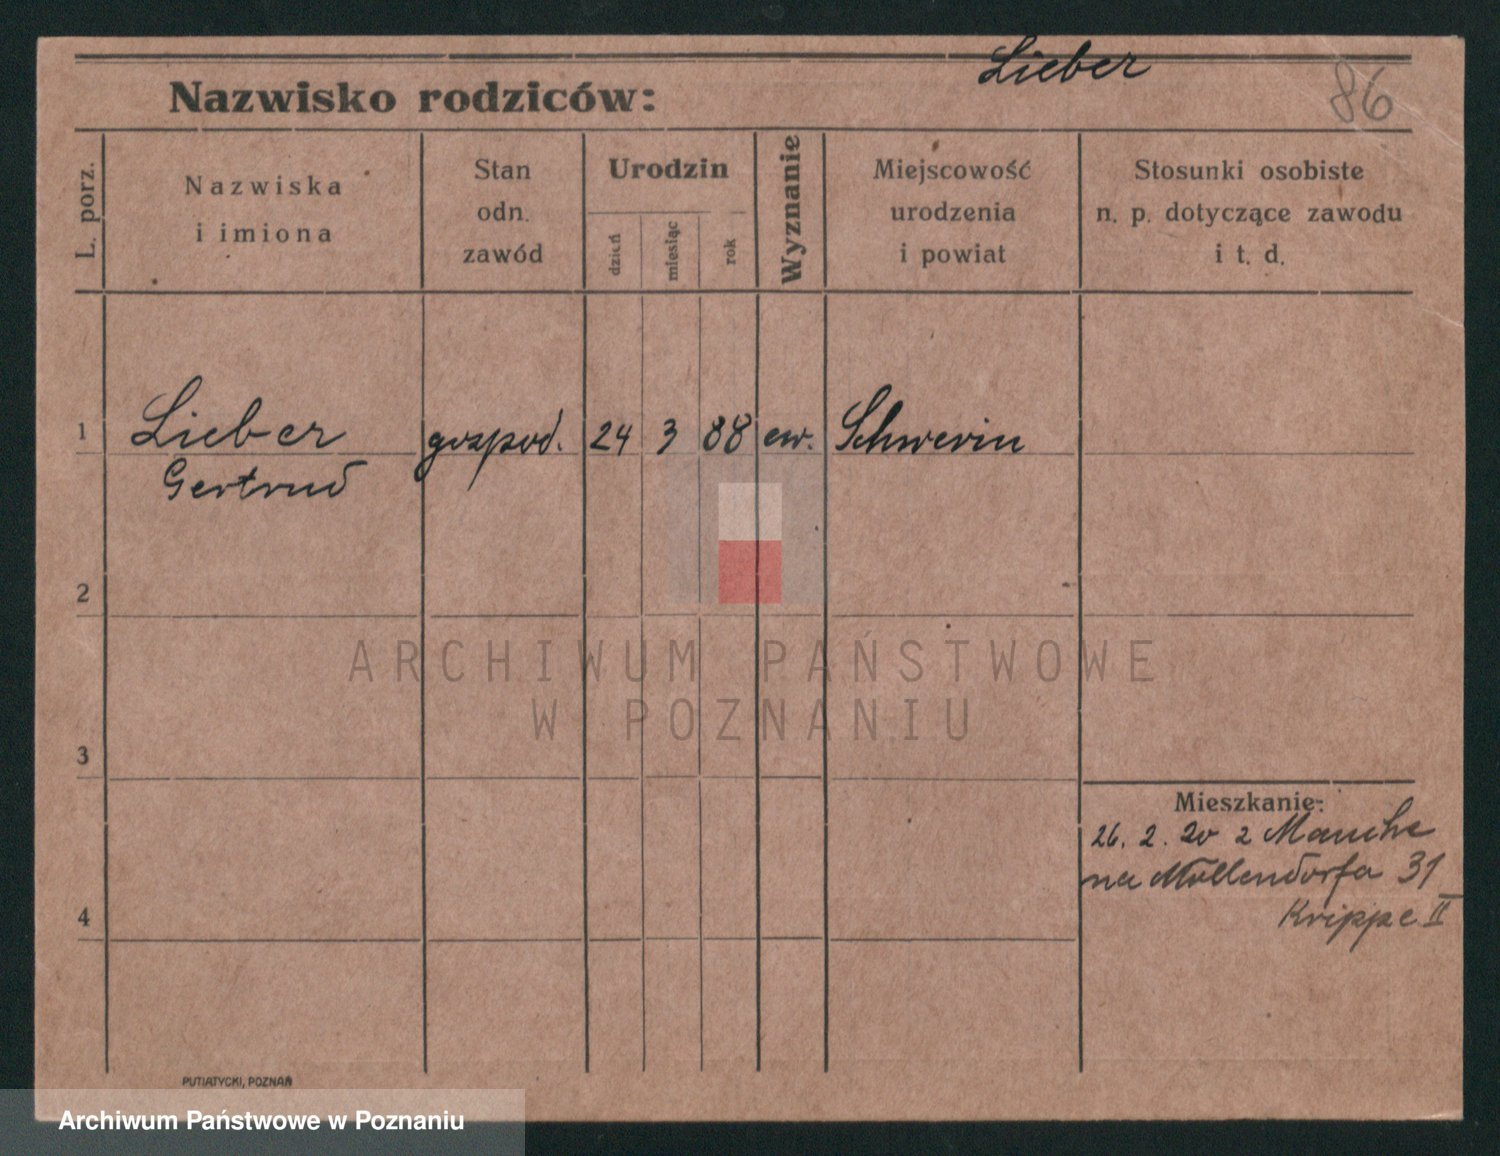 Lieber
86
Nazwisko rodziców:
L. porz.
Nazwiska
i imiona
Stan
odn.
zawód
Urodzin
dzień
miesiąc
rok
Wyznanie
Miejscowość
urodzenia
i powiat
Stosunki osobiste
n. p. dotyczące zawodu
i t. d.
1 Lieber gospod. 24 3 88 ew. Schwerin
Gertrud
2
ARCHIWUM PAŃSTWOWE
W POZNANIU
3
Mieszkanie:
26. 2. 20 z
na Möllendorfa 31
Krippe II
4
PUTIATYCKI, POZNAŃ
Archiwum Państwowe w Poznaniu